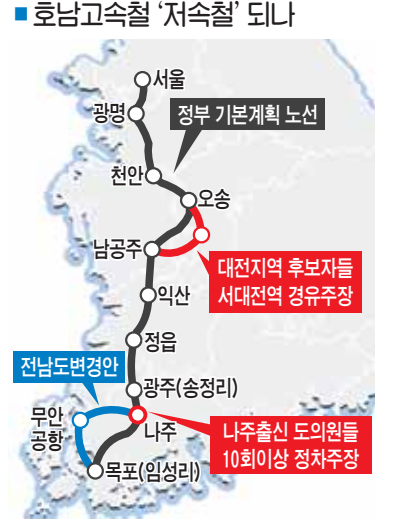 호남고속철 '저속철' 되나
서울
광명
정부 기본계획 노선
천안
오송
남공주
대전지역 후보자들
서대전역 경유주장
익산
정읍
전남도변경안
광주(송정리)
무안
공항
나주
나주출신 도의원들
10회이상 정차주장
목포(임성리)